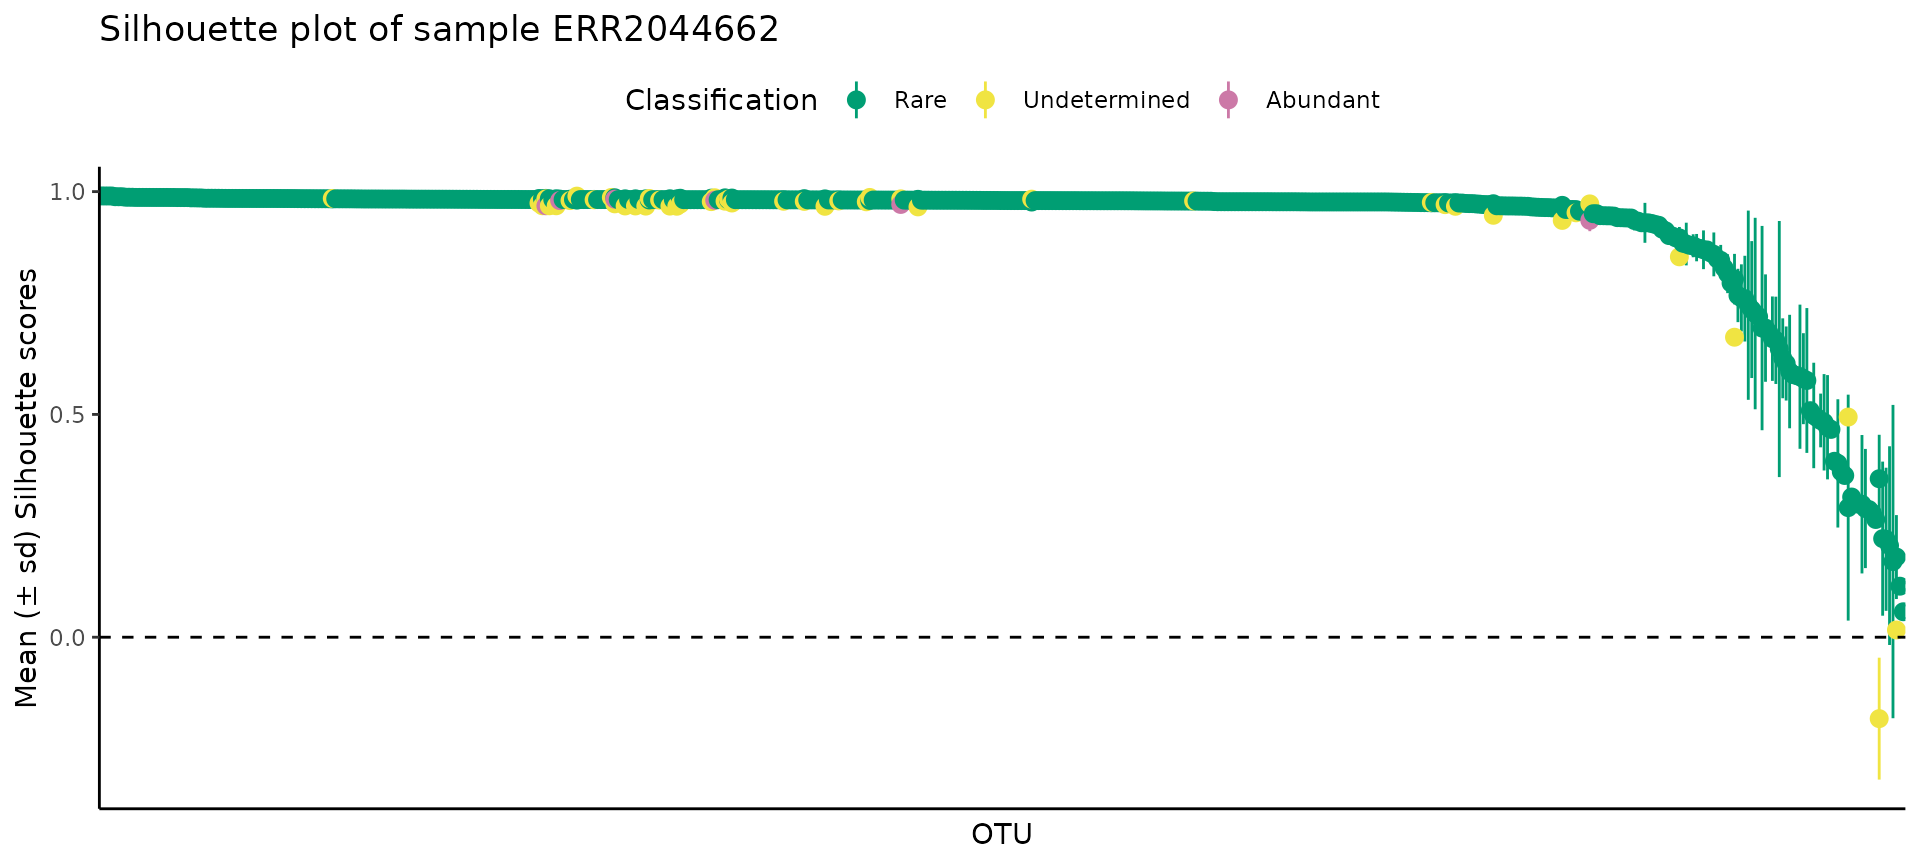 Silhouette plot of sample ERR2044662
Classification Rare Undetermined Abundant
Mean (± sd) Silhouette scores
1.0
0.5
0.0
OTU